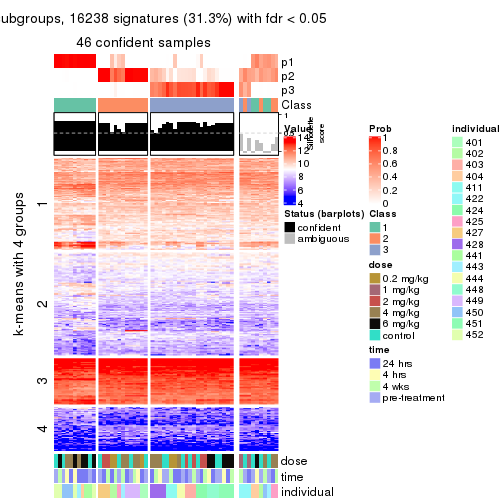 ubgroups, 16238 signatures (31.3%) with fdr < 0.05
46 confident samples
p1
p2
p3
Class
1
0.5
Silhouette
score
k-means with 4 groups
1
2
3
4
dose
time
individual
Value
14
12
10
8
6
4
Status (barplots)
confident
ambiguous
Prob
1
0.8
0.6
0.4
0.2
0
Class
1
2
3
dose
0.2 mg/kg
1 mg/kg
2 mg/kg
4 mg/kg
6 mg/kg
control
time
24 hrs
4 hrs
4 wks
pre-treatment
individual
401
402
403
404
411
422
424
425
427
428
441
443
444
448
449
450
451
452